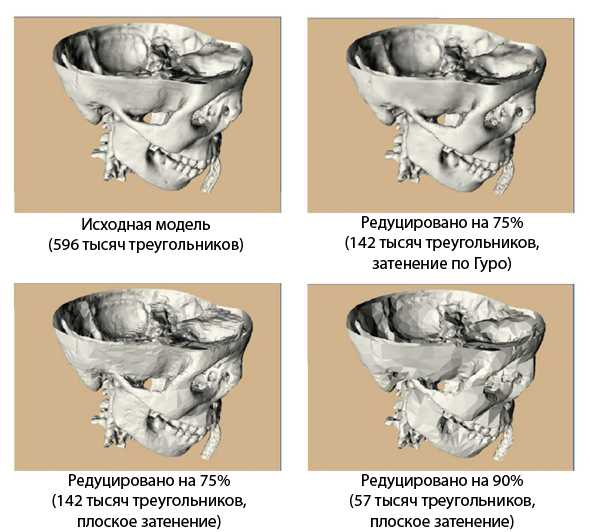 Исходная модель
(596 тысяч треугольников)
Редуцировано на 75%
(142 тысяч треугольников,
затенение по Гуро)
Редуцировано на 75%
(142 тысяч треугольников,
плоское затенение)
Редуцировано на 90%
(57 тысяч треугольников,
плоское затенение)